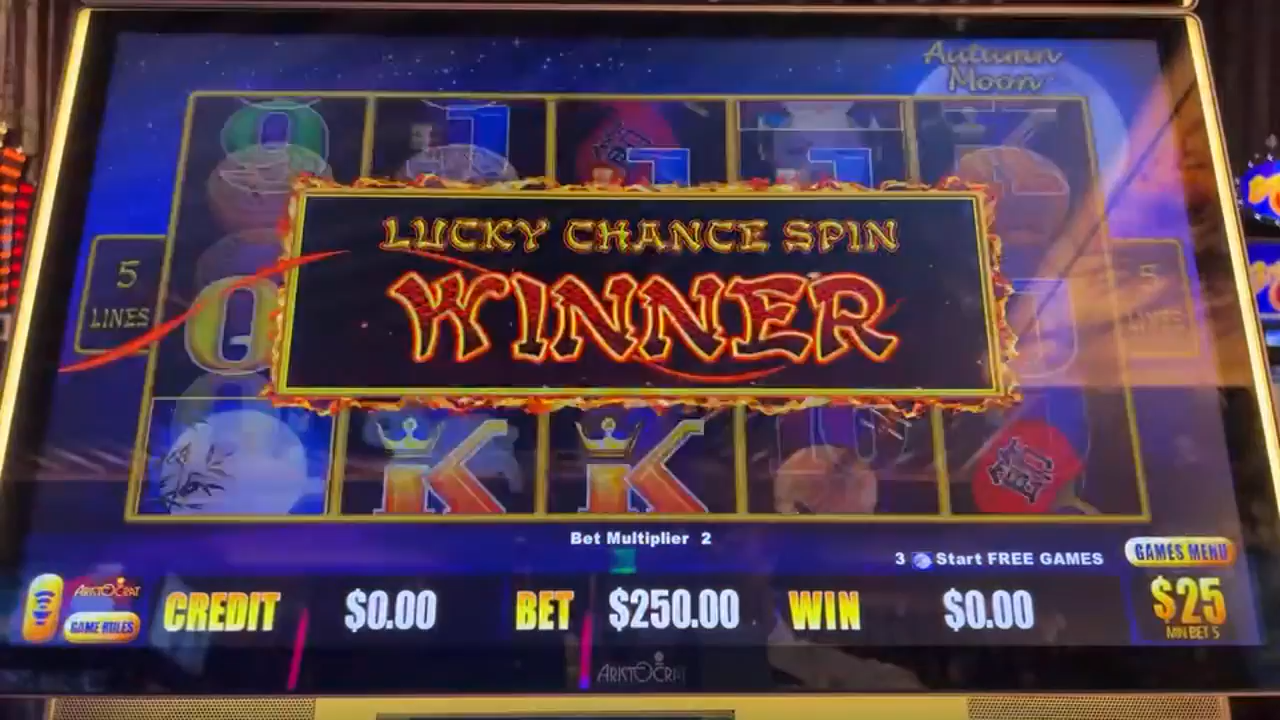 Autumn
Moon
LUCKY CHANCE SPIN
WINNER
5
LINES
5
LINES
K K
Bet Multiplier 2
3 Start FREE GAMES
GAMES MENU
ARISTOCRAT
GAME RULES
CREDIT $0.00 BET $250.00 WIN $0.00
$25
MIN BET 5
ARISTOCRAT